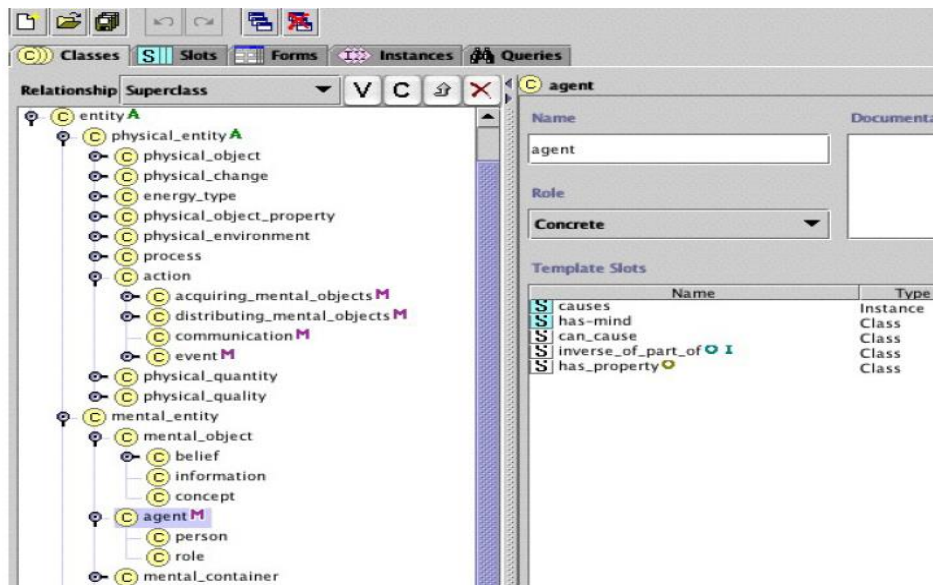 Classes Slots Forms Instances Queries
Relationship Superclass V C
entity A
physical_entity A
physical_object
physical_change
energy_type
physical_object_property
physical_environment
process
action
acquiring_mental_objects M
distributing_mental_objects M
communication M
event M
physical_quantity
physical_quality
mental_entity
mental_object
belief
information
concept
agent M
person
role
mental_container
C agent
Name Documenta
agent
Role
Concrete
Template Slots
Name Type
S causes Instance
S has-mind Class
S can_cause Class
S inverse_of_part_of O I Class
S has_property O Class